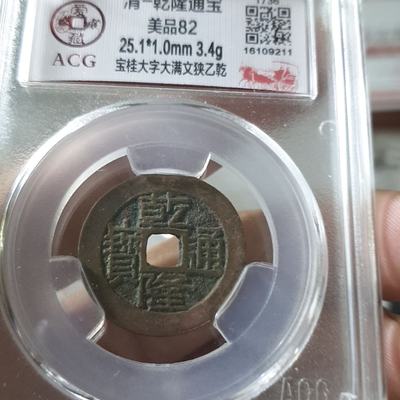 清-乾隆通宝
1736
美品82
25.1*1.0mm 3.4g
16109211
宝桂大字大满文狭乙乾
ACG
乾隆通寶